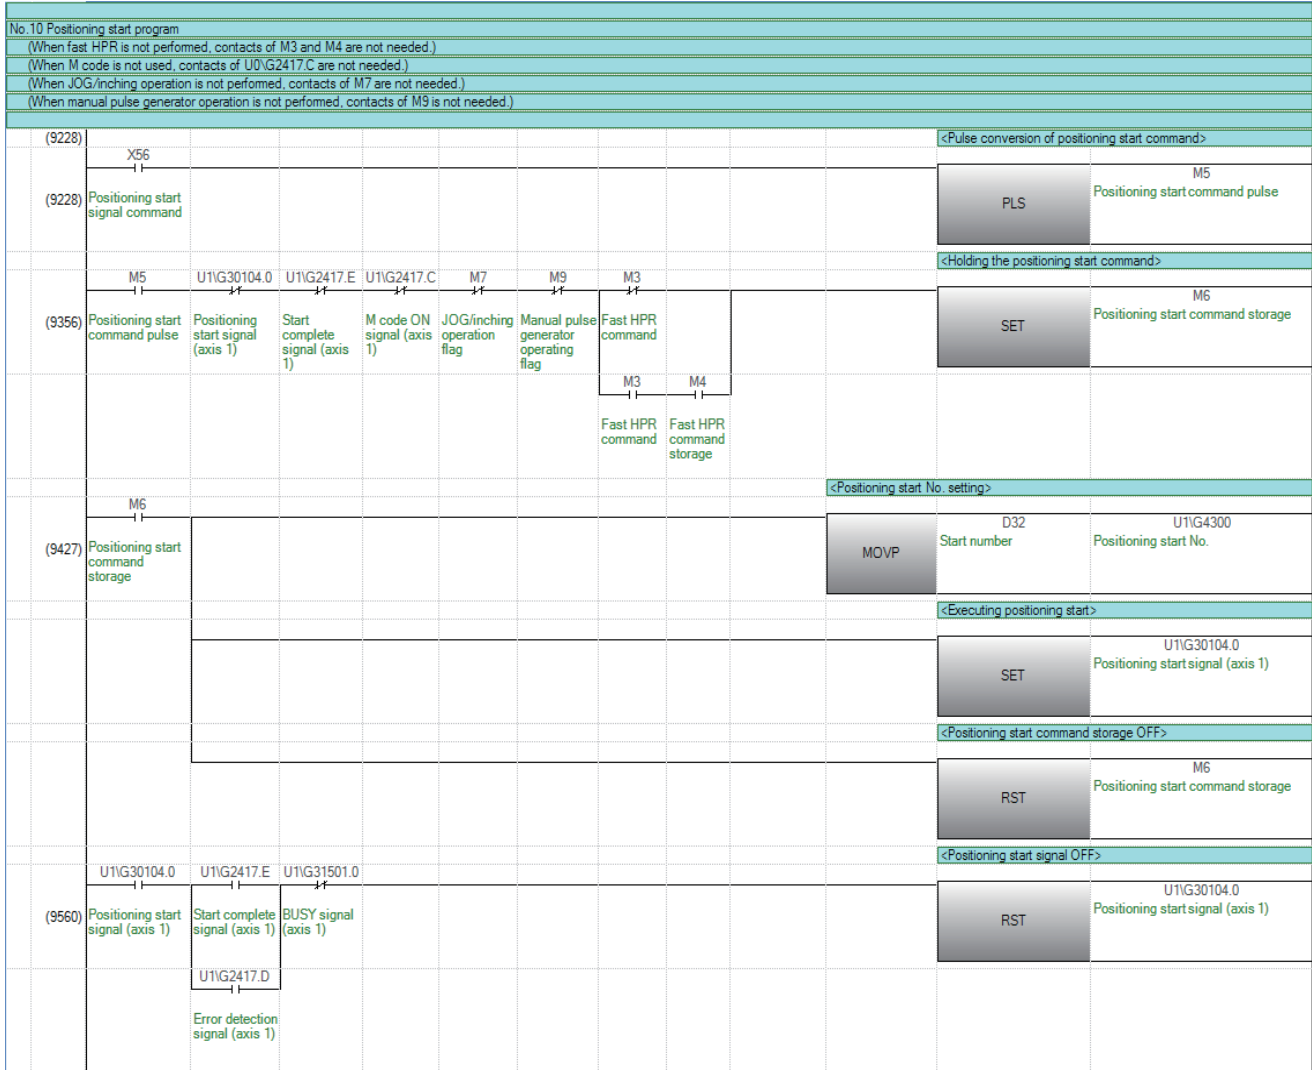 No.10 Positioning start program
(When fast HPR is not performed, contacts of M3 and M4 are not needed.)
(When M code is not used, contacts of U0\G2417.C are not needed.)
(When JOG/inching operation is not performed, contacts of M7 are not needed.)
(When manual pulse generator operation is not performed, contacts of M9 is not needed.)
(9228)
<Pulse conversion of positioning start command>
X56
(9228)
Positioning start
signal command
PLS
M5
Positioning start command pulse
<Holding the positioning start command>
M5
U1\G30104.0
U1\G2417.E
U1\G2417.C
M7
M9
M3
(9356)
Positioning start
command pulse
Positioning
start signal
(axis 1)
Start
complete
signal (axis
1)
M code ON
signal (axis
1)
JOG/inching
operation
flag
Manual pulse
generator
operating
flag
Fast HPR
command
SET
M6
Positioning start command storage
M3
M4
Fast HPR
command
Fast HPR
command
storage
<Positioning start No. setting>
M6
(9427)
Positioning start
command
storage
MOVP
D32
Start number
U1\G4300
Positioning start No.
<Executing positioning start>
SET
U1\G30104.0
Positioning start signal (axis 1)
<Positioning start command storage OFF>
RST
M6
Positioning start command storage
<Positioning start signal OFF>
U1\G30104.0
U1\G2417.E
U1\G31501.0
(9560)
Positioning start
signal (axis 1)
Start complete
signal (axis 1)
BUSY signal
(axis 1)
RST
U1\G30104.0
Positioning start signal (axis 1)
U1\G2417.D
Error detection
signal (axis 1)